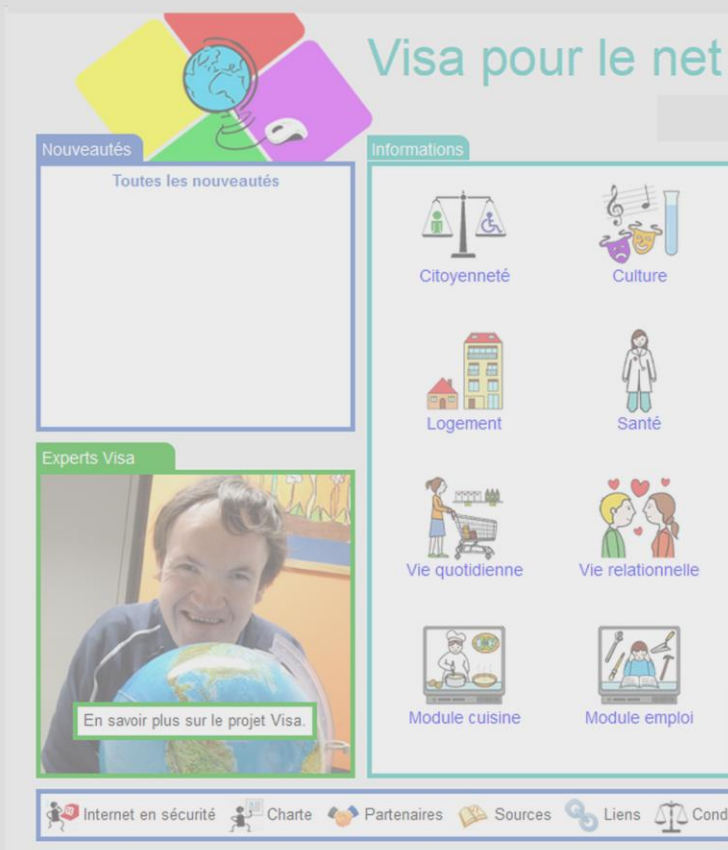 Visa pour le net
Nouveautés
Toutes les nouveautés
Informations
Citoyenneté
Culture
Logement
Santé
Vie quotidienne
Vie relationnelle
Module cuisine
Module emploi
Experts Visa
En savoir plus sur le projet Visa.
Internet en sécurité Charte Partenaires Sources Liens Cond